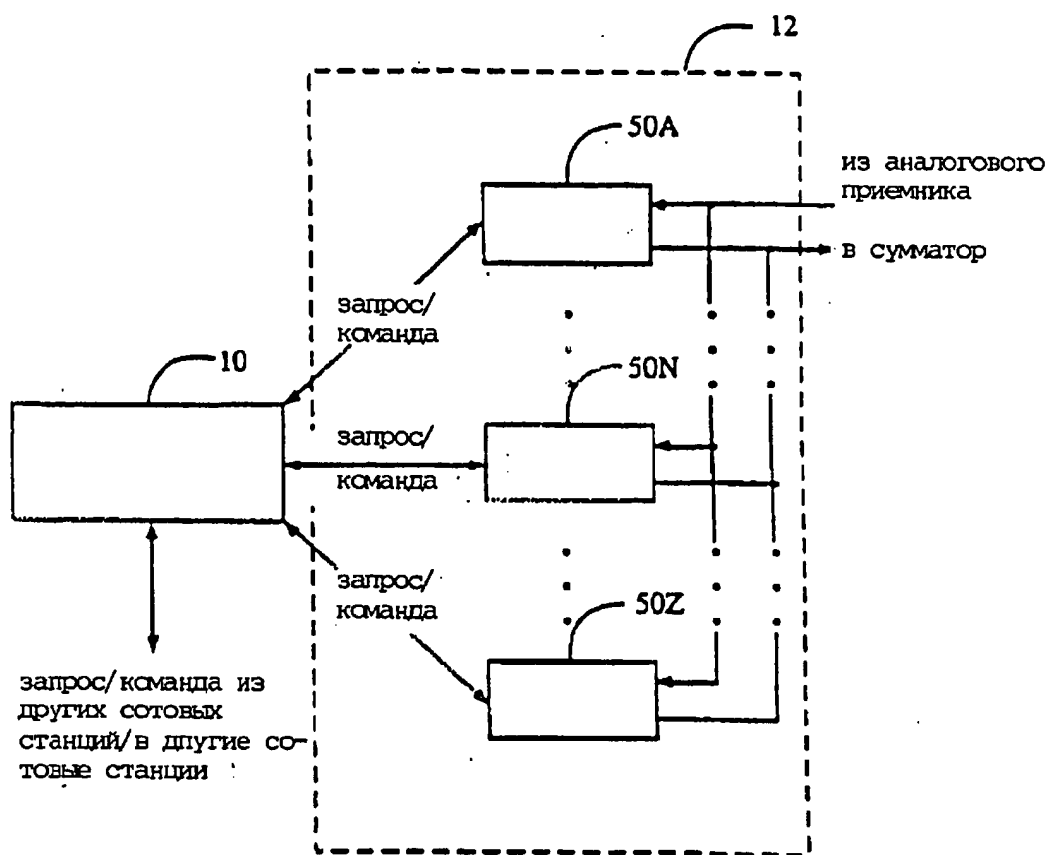 12
50A
из аналогового
приемника
в сумматор
запрос/
команда
10
50N
запрос/
команда
запрос/
команда
50Z
запрос/команда из
других сотовых
станций/в дпугие со-
товые станции